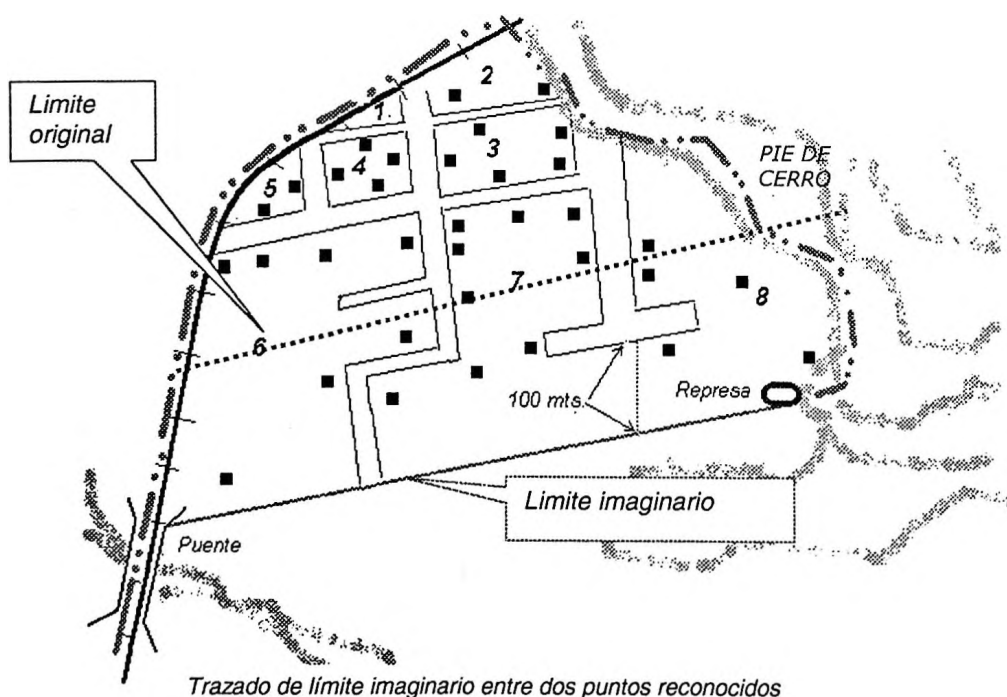 Limite
original
1
2
3
4
5
PIE DE
CERRO
6
7
8
100 mts.
Represa
Limite imaginario
Puente
Trazado de límite imaginario entre dos puntos reconocidos